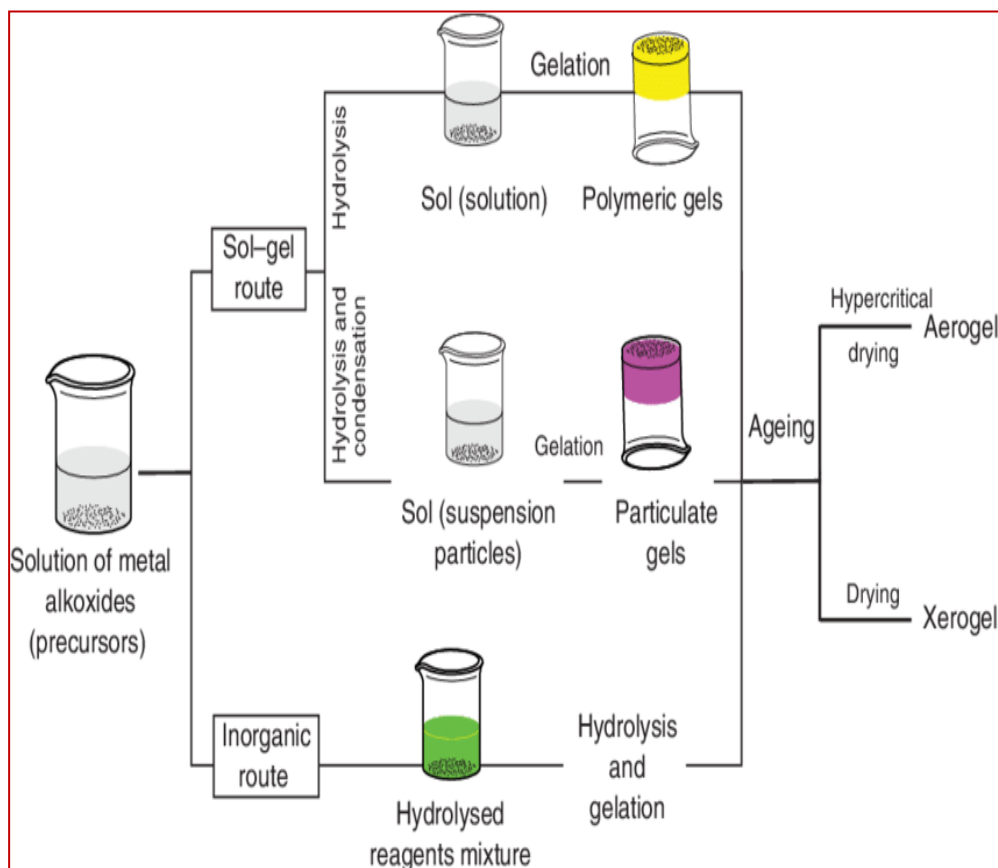 Gelation
Hydrolysis
Sol (solution)
Polymeric gels
Sol–gel
route
Hydrolysis and
condensation
Hypercritical
drying
Aerogel
Solution of metal
alkoxides
(precursors)
Gelation
Ageing
Sol (suspension
particles)
Particulate
gels
Drying
Xerogel
Inorganic
route
Hydrolysed
reagents mixture
Hydrolysis
and
gelation